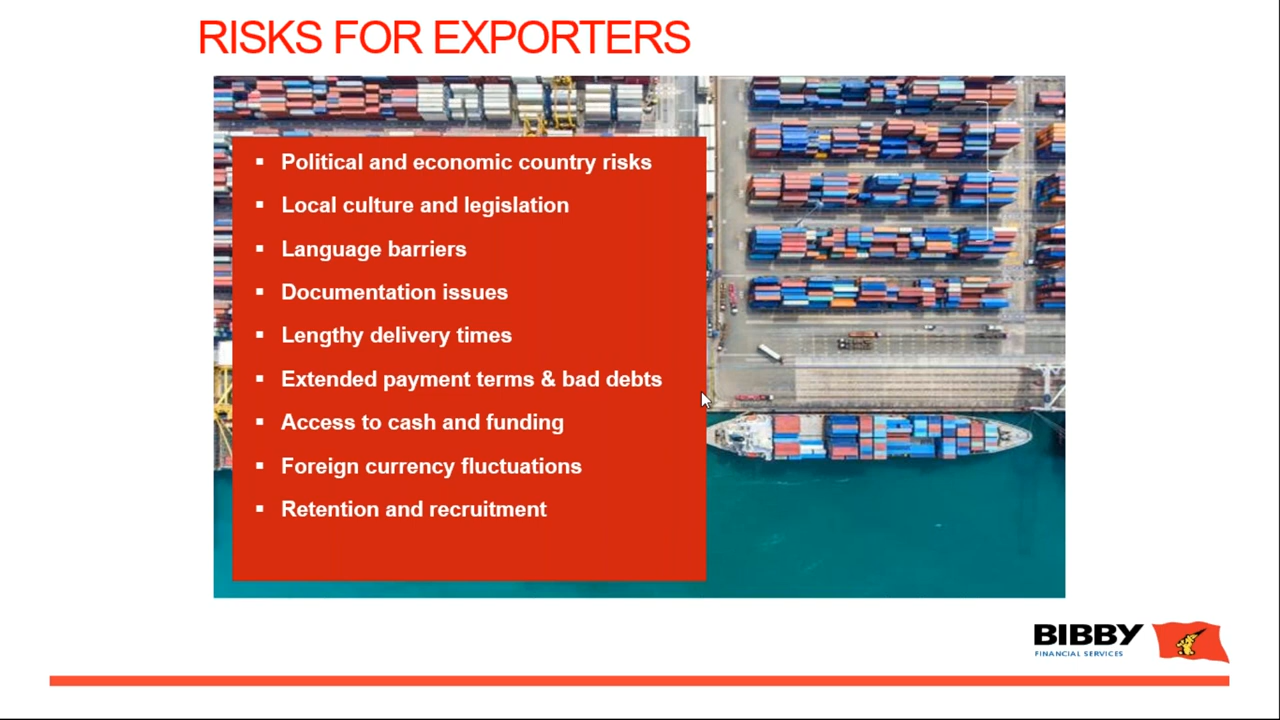 RISKS FOR EXPORTERS
▪ Political and economic country risks
▪ Local culture and legislation
▪ Language barriers
▪ Documentation issues
▪ Lengthy delivery times
▪ Extended payment terms & bad debts
▪ Access to cash and funding
▪ Foreign currency fluctuations
▪ Retention and recruitment
BIBBY
FINANCIAL SERVICES